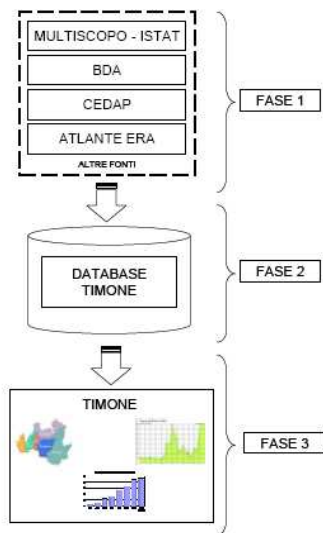 MULTISCOPO - ISTAT
BDA
CEDAP
ATLANTE ERA
ALTRE FONTI
FASE 1
DATABASE
TIMONE
FASE 2
TIMONE
FASE 3